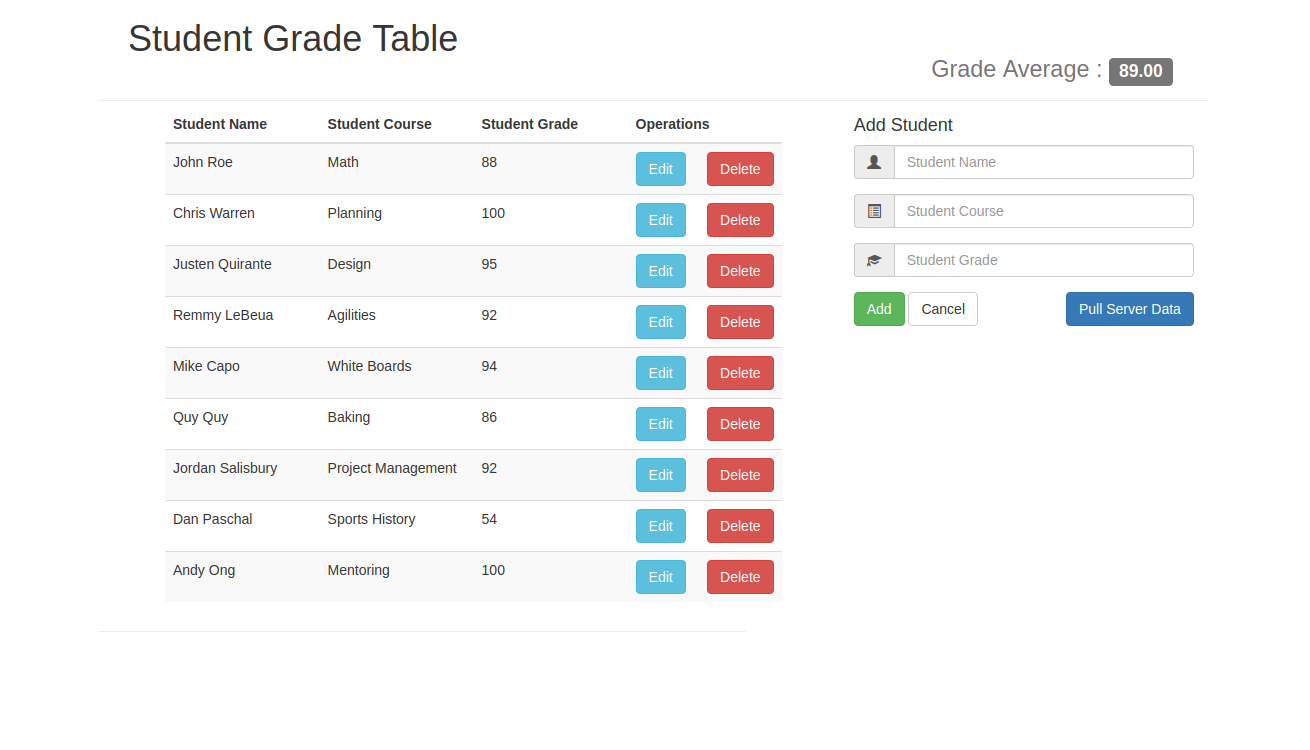 Student Grade Table
Grade Average : 89.00
Student Name Student Course Student Grade Operations
John Roe Math 88 Edit Delete
Chris Warren Planning 100 Edit Delete
Justen Quirante Design 95 Edit Delete
Remmy LeBeua Agilities 92 Edit Delete
Mike Capo White Boards 94 Edit Delete
Quy Quy Baking 86 Edit Delete
Jordan Salisbury Project Management 92 Edit Delete
Dan Paschal Sports History 54 Edit Delete
Andy Ong Mentoring 100 Edit Delete
Add Student
Student Name
Student Course
Student Grade
Add Cancel Pull Server Data